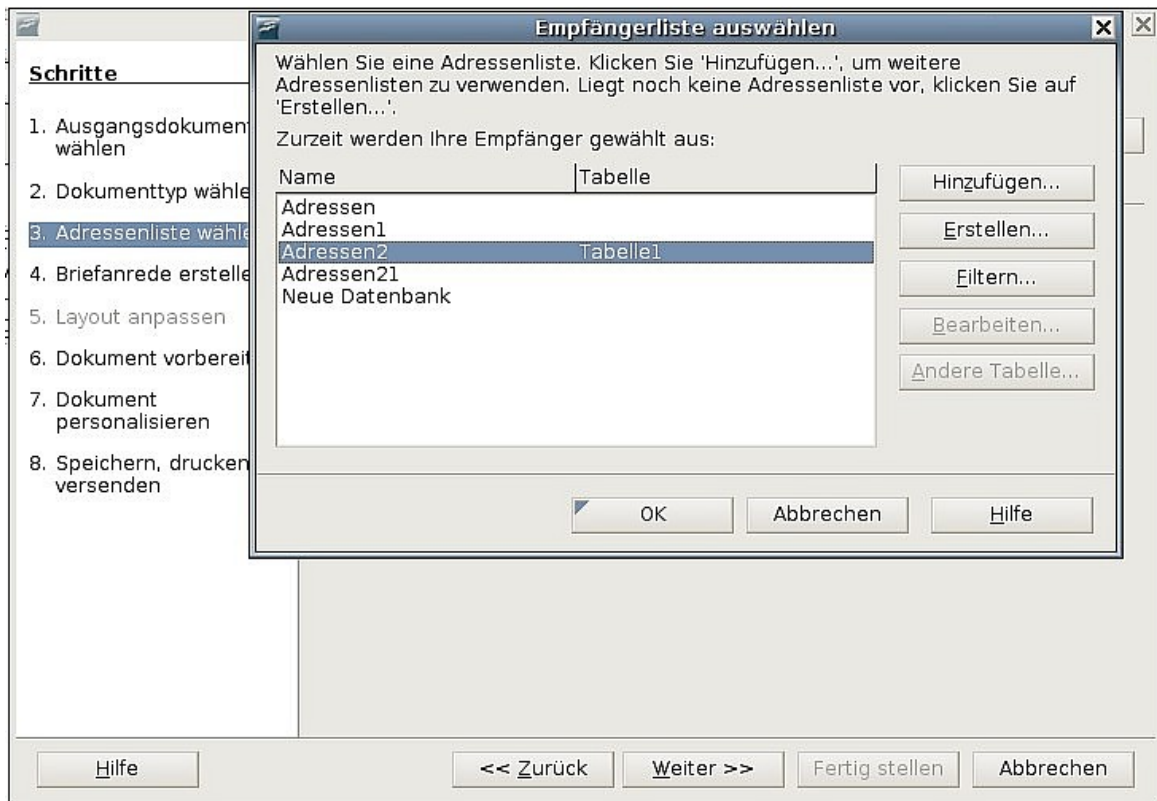 Empfängerliste auswählen
Wählen Sie eine Adressenliste. Klicken Sie 'Hinzufügen...', um weitere
Adressenlisten zu verwenden. Liegt noch keine Adressenliste vor, klicken Sie auf
'Erstellen...'.
Zurzeit werden Ihre Empfänger gewählt aus:
Name Tabelle
Adressen
Adressen1
Adressen2 Tabelle1
Adressen21
Neue Datenbank
Hinzufügen...
Erstellen...
Filtern...
Bearbeiten...
Andere Tabelle...
OK Abbrechen Hilfe
Schritte
1. Ausgangsdokument
wählen
2. Dokumenttyp wähle
3. Adressenliste wähle
4. Briefanrede erstelle
5. Layout anpassen
6. Dokument vorbereit
7. Dokument
personalisieren
8. Speichern, drucken
versenden
Hilfe << Zurück Weiter >> Fertig stellen Abbrechen